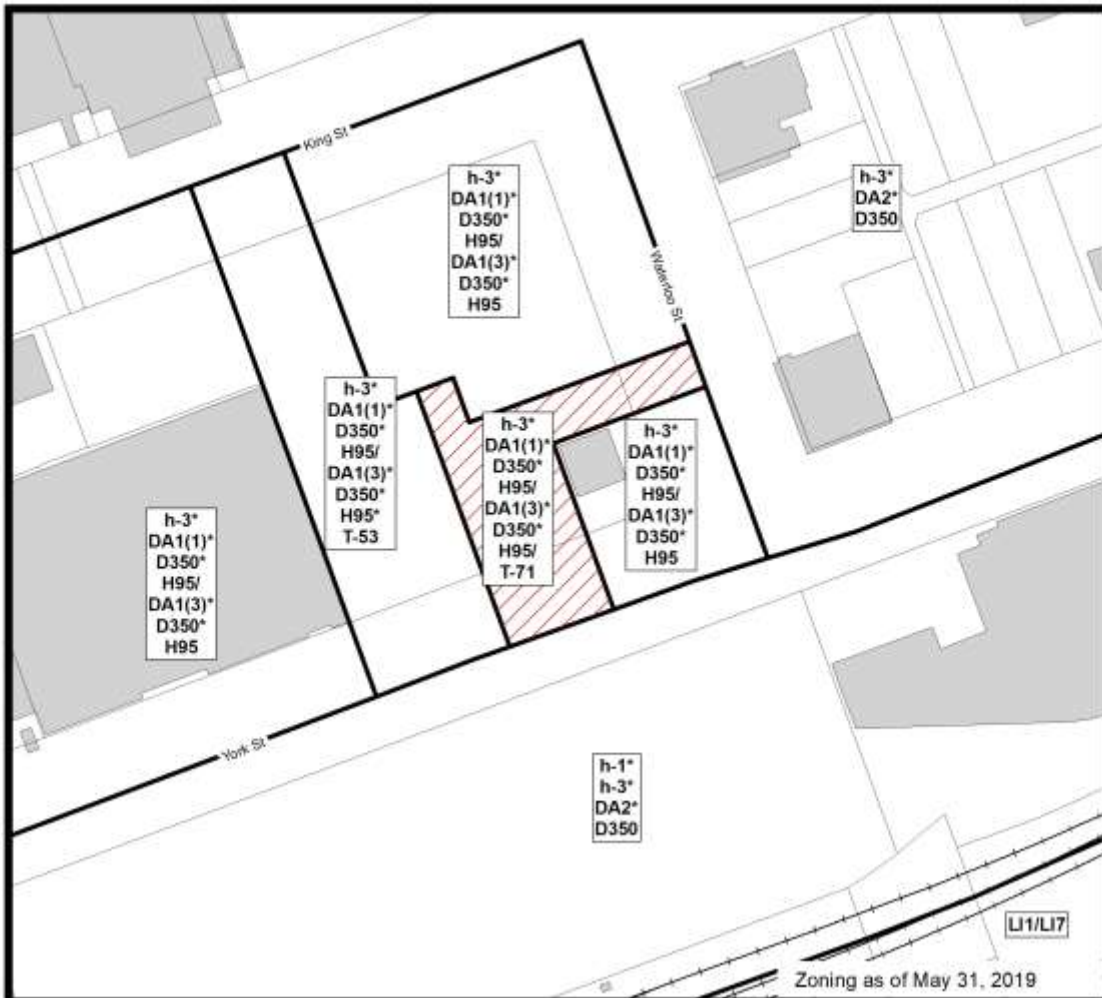 King St
h-3*
DA1(1)*
D350*
H95/
DA1(3)*
D350*
H95
h-3*
DA2*
D350
Waterloo St
h-3*
DA1(1)*
D350*
H95/
DA1(3)*
D350*
H95*
T-53
h-3*
DA1(1)*
D350*
H95/
DA1(3)*
D350*
H95/
T-71
h-3*
DA1(1)*
D350*
H95/
DA1(3)*
D350*
H95
h-3*
DA1(1)*
D350*
H95/
DA1(3)*
D350*
H95
York St
h-1*
h-3*
DA2*
D350
LI1/LI7
Zoning as of May 31, 2019